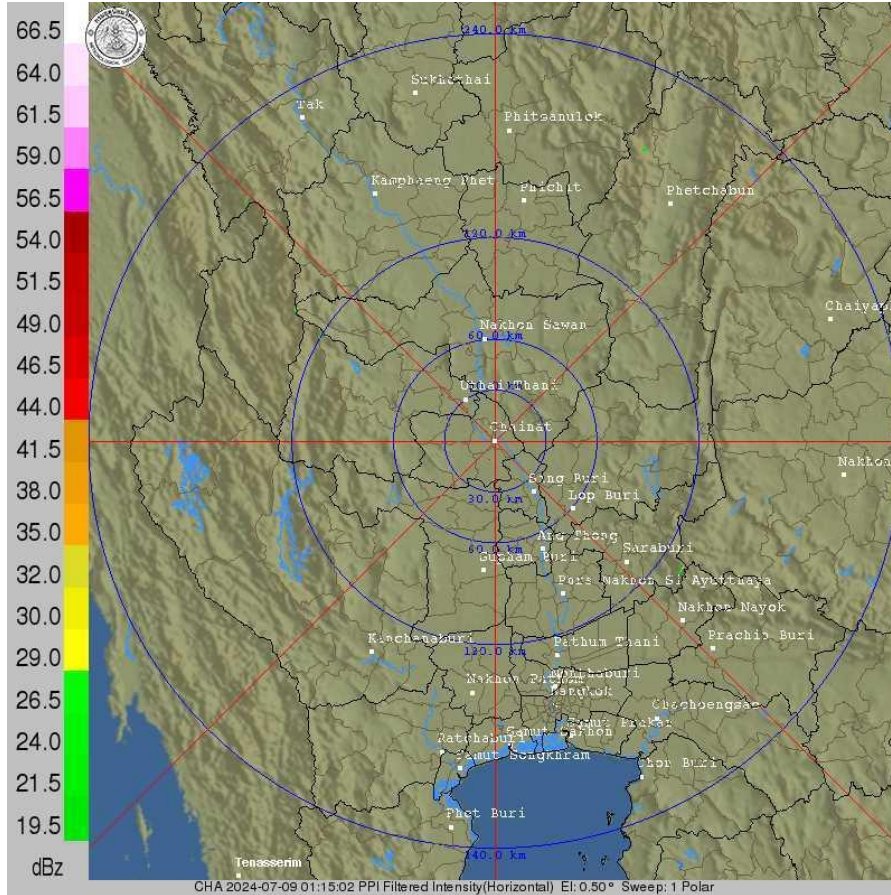 66.5
64.0
61.5
59.0
56.5
54.0
51.5
49.0
46.5
44.0
41.5
38.0
35.0
32.0
30.0
29.0
26.5
24.0
21.5
19.5
dBz
240.0 km
Sukhothai
Tak
Phitsanulok
Kamphaeng Phet
Phichit
Phetchabun
120.0 km
Chaiyap
Nakhon Sawan
60.0 km
Uthai Thani
Chainat
Nakhon
Sing Buri
30.0 km
Lop Buri
Ang Thong
60.0 km
Supham Buri
Saraburi
Pora Nakhon Si Ayutthaya
Nakhon Nayok
Kanchanaburi
Pathum Thani
Prachin Buri
120.0 km
Nonthaburi
Nakhon Pathom
Bangkok
Chachoengsao
Samut Prakan
Samut Sakhon
Ratchaburi
Samut Songkhram
Chon Buri
Phet Buri
240.0 km
Tenasserim
CHA 2024-07-09 01:15:02 PPI Filtered Intensity(Horizontal) El: 0.50° Sweep: 1 Polar